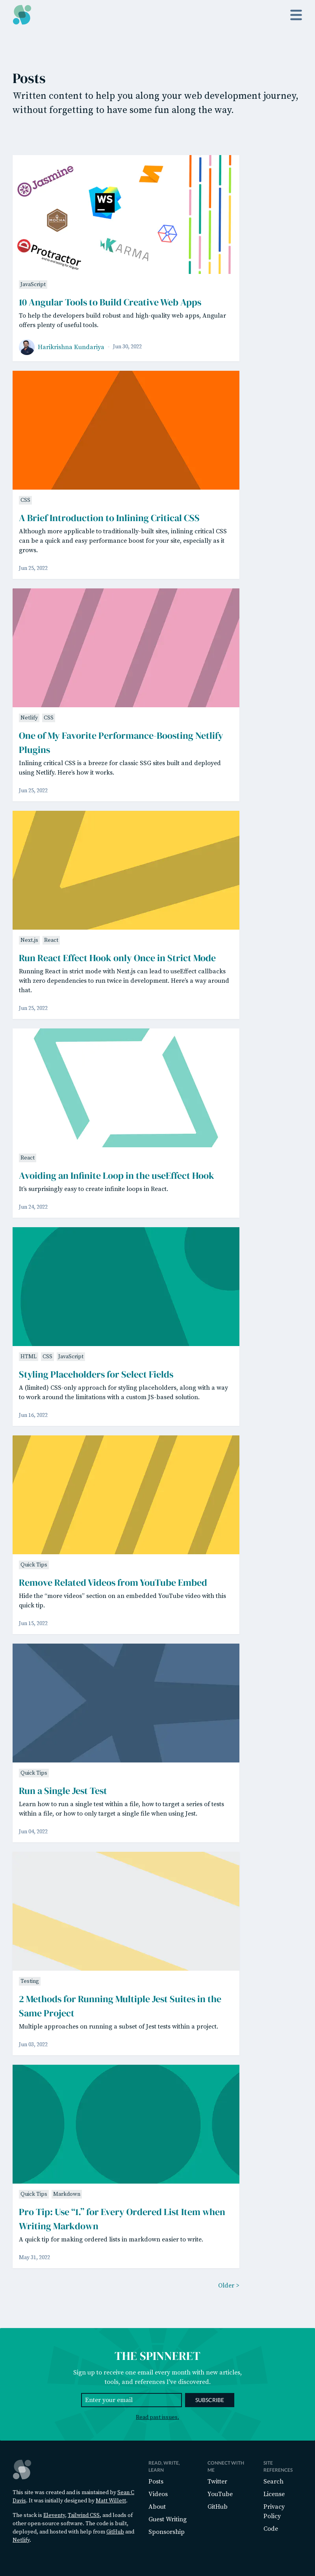 Posts
Written content to help you along your web development journey,
without forgetting to have some fun along the way.
Jasmine
WS
MOCHA
Protractor
KARMA
JavaScript
10 Angular Tools to Build Creative Web Apps
To help the developers build robust and high-quality web apps, Angular
offers plenty of useful tools.
Harikrishna Kundariya · Jun 30, 2022
CSS
A Brief Introduction to Inlining Critical CSS
Although more applicable to traditionally-built sites, inlining critical CSS
can be a quick and easy performance boost for your site, especially as it
grows.
Jun 25, 2022
Netlify CSS
One of My Favorite Performance-Boosting Netlify
Plugins
Inlining critical CSS is a breeze for classic SSG sites built and deployed
using Netlify. Here's how it works.
Jun 25, 2022
Next.js React
Run React Effect Hook only Once in Strict Mode
Running React in strict mode with Next.js can lead to useEffect callbacks
with zero dependencies to run twice in development. Here's a way around
that.
Jun 25, 2022
React
Avoiding an Infinite Loop in the useEffect Hook
It's surprisingly easy to create infinite loops in React.
Jun 24, 2022
HTML CSS JavaScript
Styling Placeholders for Select Fields
A (limited) CSS-only approach for styling placeholders, along with a way
to work around the limitations with a custom JS-based solution.
Jun 16, 2022
Quick Tips
Remove Related Videos from YouTube Embed
Hide the “more videos” section on an embedded YouTube video with this
quick tip.
Jun 15, 2022
Quick Tips
Run a Single Jest Test
Learn how to run a single test within a file, how to target a series of tests
within a file, or how to only target a single file when using Jest.
Jun 04, 2022
Testing
2 Methods for Running Multiple Jest Suites in the
Same Project
Multiple approaches on running a subset of Jest tests within a project.
Jun 03, 2022
Quick Tips Markdown
Pro Tip: Use “1.” for Every Ordered List Item when
Writing Markdown
A quick tip for making ordered lists in markdown easier to write.
May 31, 2022
Older >
THE SPINNERET
Sign up to receive one email every month with new articles,
tools, and references I've discovered.
Enter your email
SUBSCRIBE
Read past issues.
This site was created and is maintained by Sean C
Davis. It was initially designed by Matt Willett.
The stack is Eleventy, Tailwind CSS, and loads of
other open-source software. The code is built,
deployed, and hosted with help from GitHub and
Netlify.
READ, WRITE,
LEARN
Posts
Videos
About
Guest Writing
Sponsorship
CONNECT WITH
ME
Twitter
YouTube
GitHub
SITE
REFERENCES
Search
License
Privacy
Policy
Code